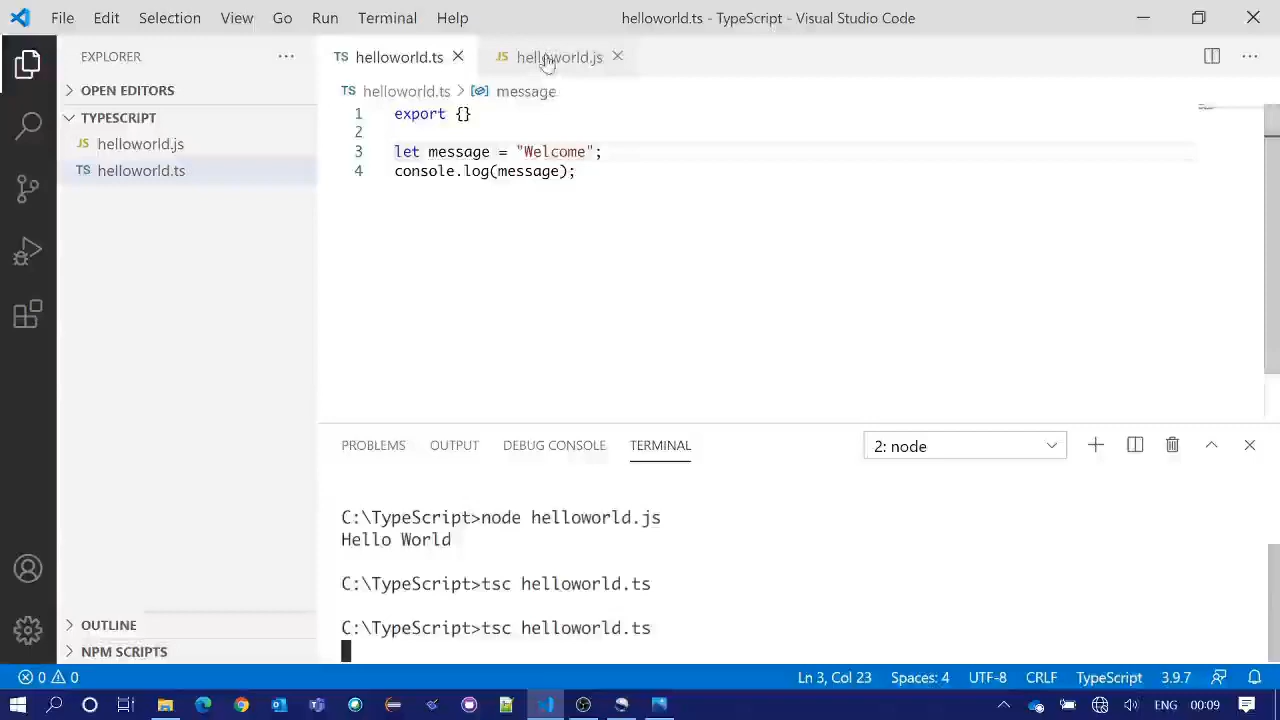 File Edit Selection View Go Run Terminal Help helloworld.ts - TypeScript - Visual Studio Code
EXPLORER
OPEN EDITORS
TYPESCRIPT
JS helloworld.js
TS helloworld.ts
OUTLINE
NPM SCRIPTS
TS helloworld.ts JS helloworld.js
TS helloworld.ts message
1 export {}
2
3 let message = "Welcome";
4 console.log(message);
PROBLEMS OUTPUT DEBUG CONSOLE TERMINAL 2: node
C:\TypeScript>node helloworld.js
Hello World
C:\TypeScript>tsc helloworld.ts
C:\TypeScript>tsc helloworld.ts
0 0 Ln 3, Col 23 Spaces: 4 UTF-8 CRLF TypeScript 3.9.7
ENG 00:09